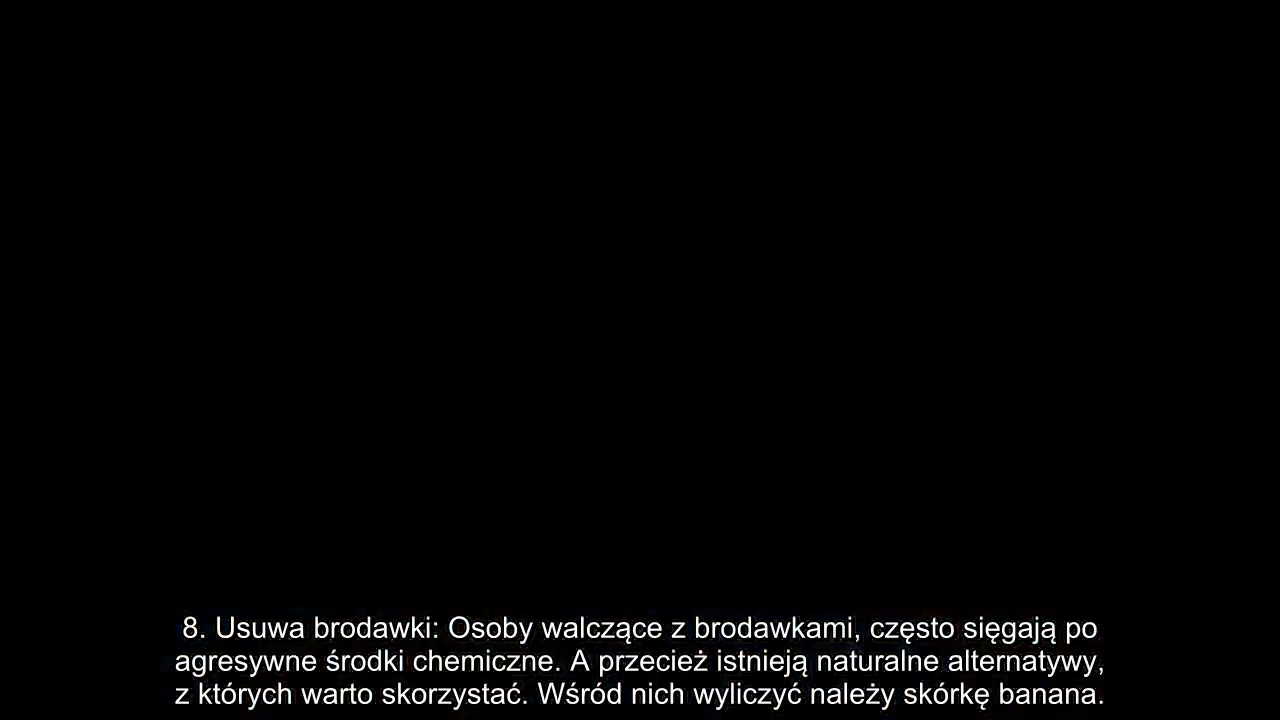 8. Usuwa brodawki: Osoby walczące z brodawkami, często sięgają po
agresywne środki chemiczne. A przecież istnieją naturalne alternatywy,
z których warto skorzystać. Wśród nich wyliczyć należy skórkę banana.